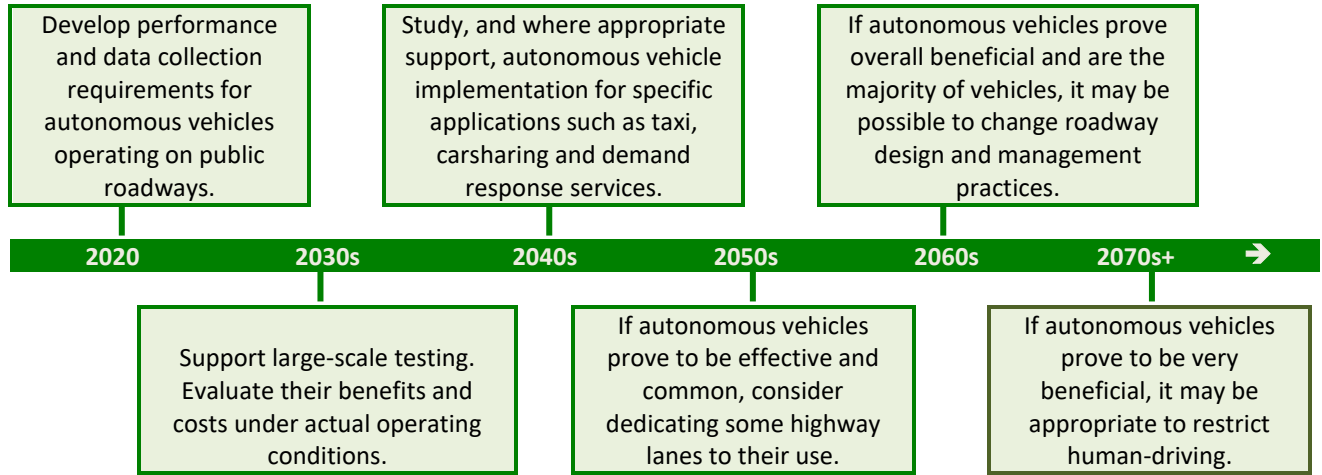 Develop performance
and data collection
requirements for
autonomous vehicles
operating on public
roadways.
Study, and where appropriate
support, autonomous vehicle
implementation for specific
applications such as taxi,
carsharing and demand
response services.
If autonomous vehicles prove
overall beneficial and are the
majority of vehicles, it may be
possible to change roadway
design and management
practices.
2020 2030s 2040s 2050s 2060s 2070s+ ➔
Support large-scale testing.
Evaluate their benefits and
costs under actual operating
conditions.
If autonomous vehicles
prove to be effective and
common, consider
dedicating some highway
lanes to their use.
If autonomous vehicles
prove to be very
beneficial, it may be
appropriate to restrict
human-driving.